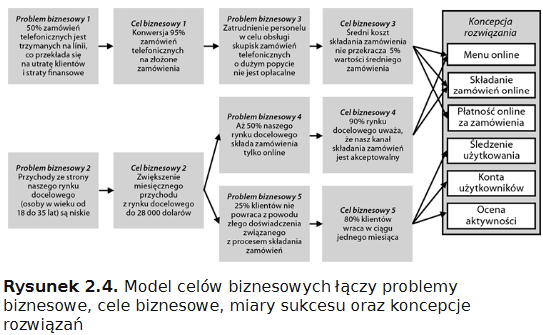 Problem biznesowy 1
50% zamówień
telefonicznych jest
trzymanych na linii,
co przekłada się
na utratę klientów
i straty finansowe
Cel biznesowy 1
Konwersja 95%
zamówień
telefonicznych
na złożone
zamówienia
Problem biznesowy 3
Zatrudnienie personelu
w celu obsługi
skupisk zamówień
telefonicznych
o dużym popycie
nie jest opłacalne
Cel biznesowy 3
Średni koszt
składania zamówienia
nie przekracza 5%
wartości średniego
zamówienia
Koncepcja
rozwiązania
Menu online
Składanie
zamówień online
Płatność online
za zamówienia
Śledzenie
użytkowania
Konta
użytkowników
Ocena
aktywności
Problem biznesowy 4
Aż 50% naszego
rynku docelowego
składa zamówienia
tylko online
Cel biznesowy 4
90% rynku
docelowego uważa,
że nasz kanał
składania zamówień
jest akceptowalny
Problem biznesowy 2
Przychody ze strony
naszego rynku
docelowego
(osoby w wieku od
18 do 35 lat) są niskie
Cel biznesowy 2
Zwiększenie
miesięcznego
przychodu
z rynku docelowego
do 28 000 dolarów
Problem biznesowy 5
25% klientów nie
powraca z powodu
złego doświadczenia
związanego
z procesem składania
zamówień
Cel biznesowy 5
80% klientów
wraca w ciągu
jednego miesiąca
Rysunek 2.4. Model celów biznesowych łączy problemy
biznesowe, cele biznesowe, miary sukcesu oraz koncepcje
rozwiązań